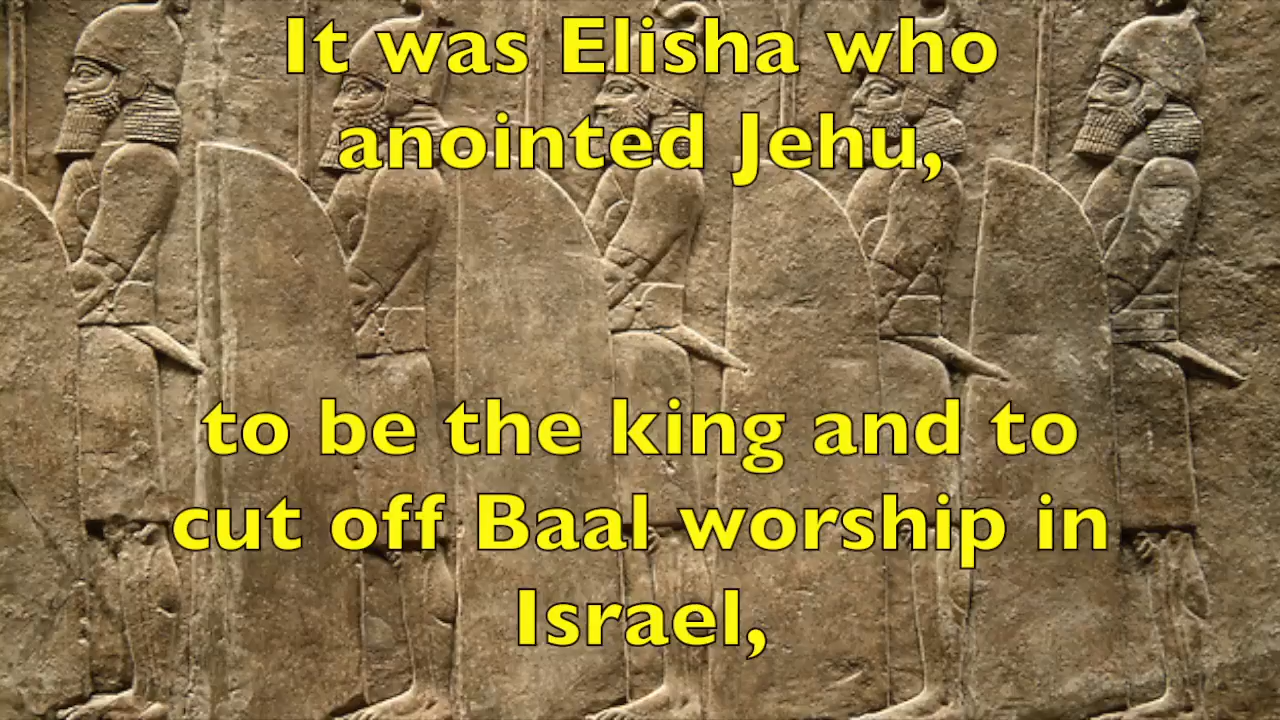 It was Elisha who
anointed Jehu,
to be the king and to
cut off Baal worship in
Israel,